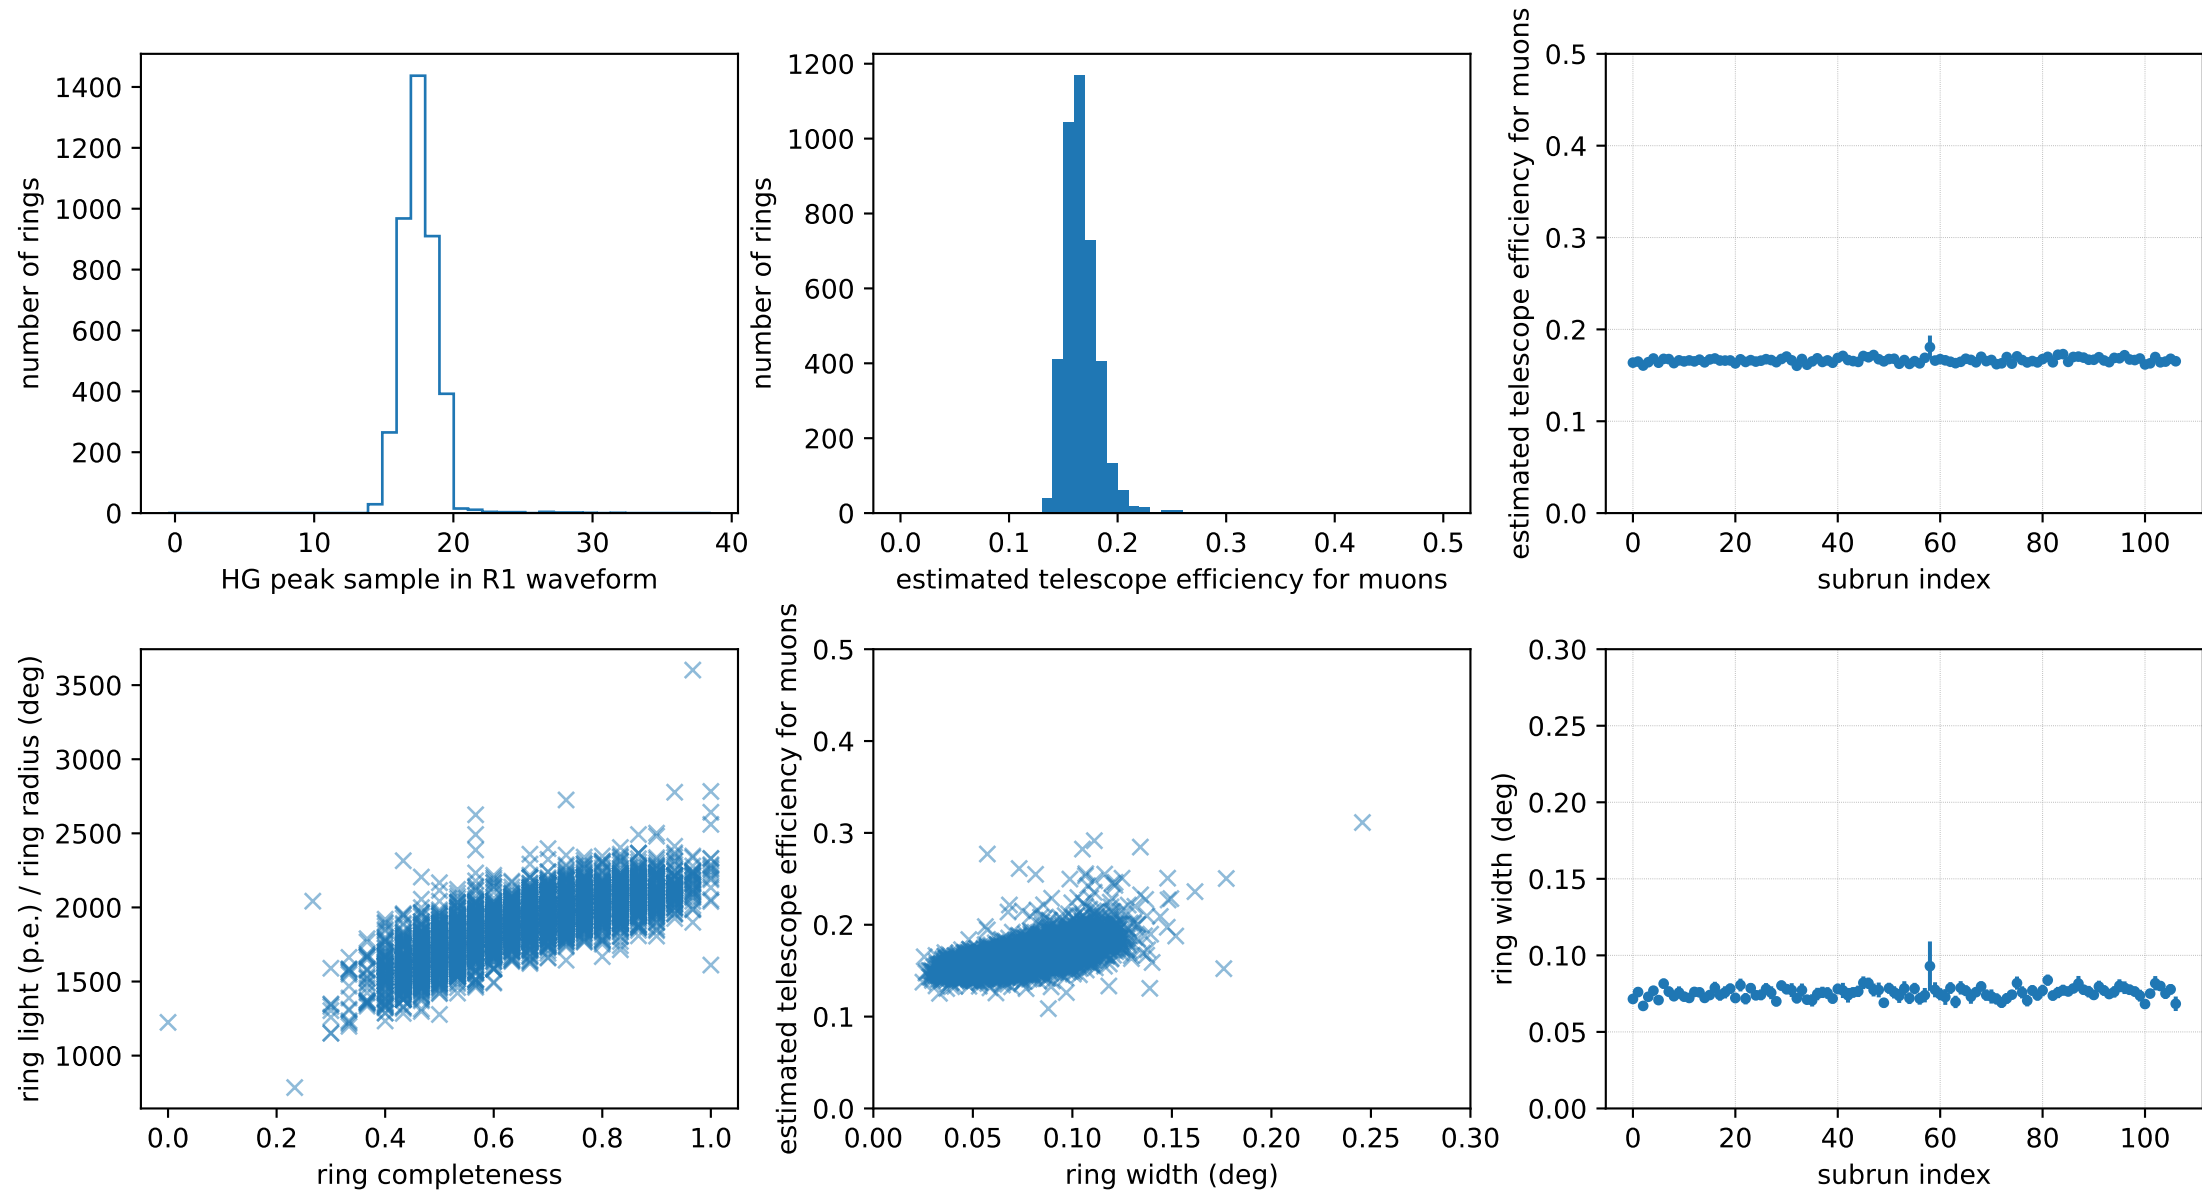 number of rings
1400
1200
1000
800
600
400
200
0
0 10 20 30 40
HG peak sample in R1 waveform
number of rings
1200
1000
800
600
400
200
0
0.0 0.1 0.2 0.3 0.4 0.5
estimated telescope efficiency for muons
estimated telescope efficiency for muons
0.5
0.4
0.3
0.2
0.1
0.0
0 20 40 60 80 100
subrun index
ring light (p.e.) / ring radius (deg)
3500
3000
2500
2000
1500
1000
0.0 0.2 0.4 0.6 0.8 1.0
ring completeness
estimated telescope efficiency for muons
0.5
0.4
0.3
0.2
0.1
0.0
0.00 0.05 0.10 0.15 0.20 0.25 0.30
ring width (deg)
ring width (deg)
0.30
0.25
0.20
0.15
0.10
0.05
0.00
0 20 40 60 80 100
subrun index